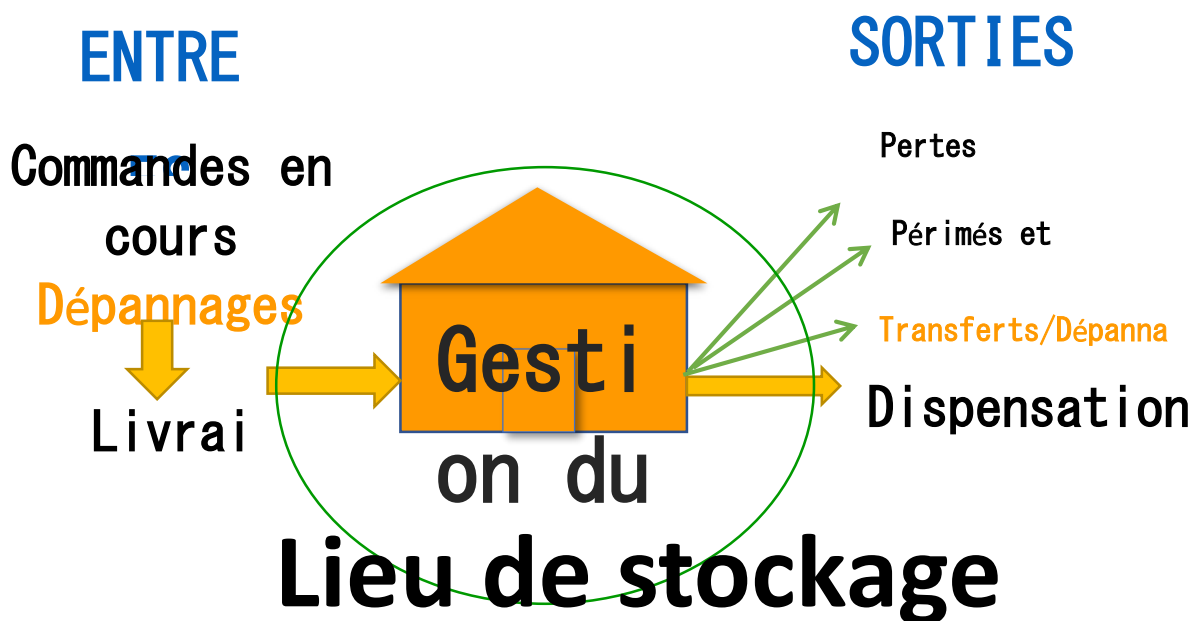 ENTRE
Commandes en
cours
Dépannages
Livrai
Gesti
on du
Lieu de stockage
SORTIES
Pertes
Périmés et
Transferts/Dépanna
Dispensation